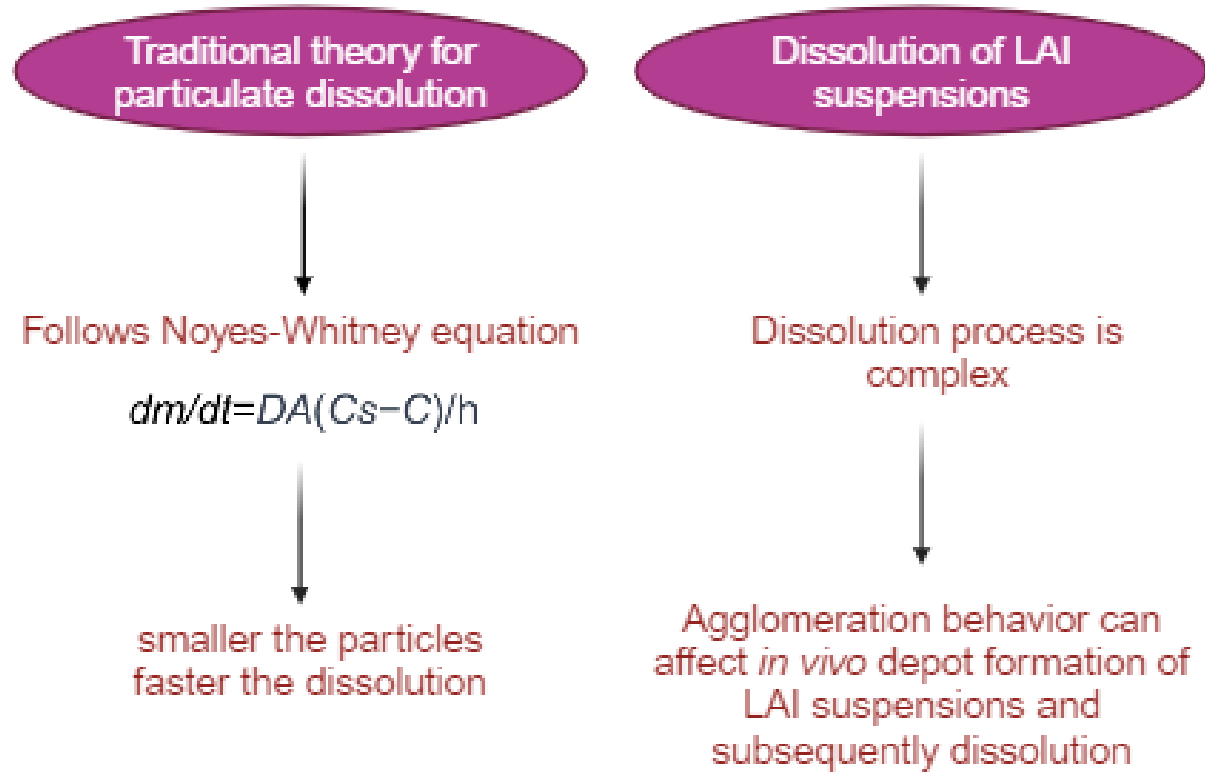 Traditional theory for
particulate dissolution
Follows Noyes-Whitney equation
dm/dt=DA(Cs−C)/h
smaller the particles
faster the dissolution
Dissolution of LAI
suspensions
Dissolution process is
complex
Agglomeration behavior can
affect in vivo depot formation of
LAI suspensions and
subsequently dissolution